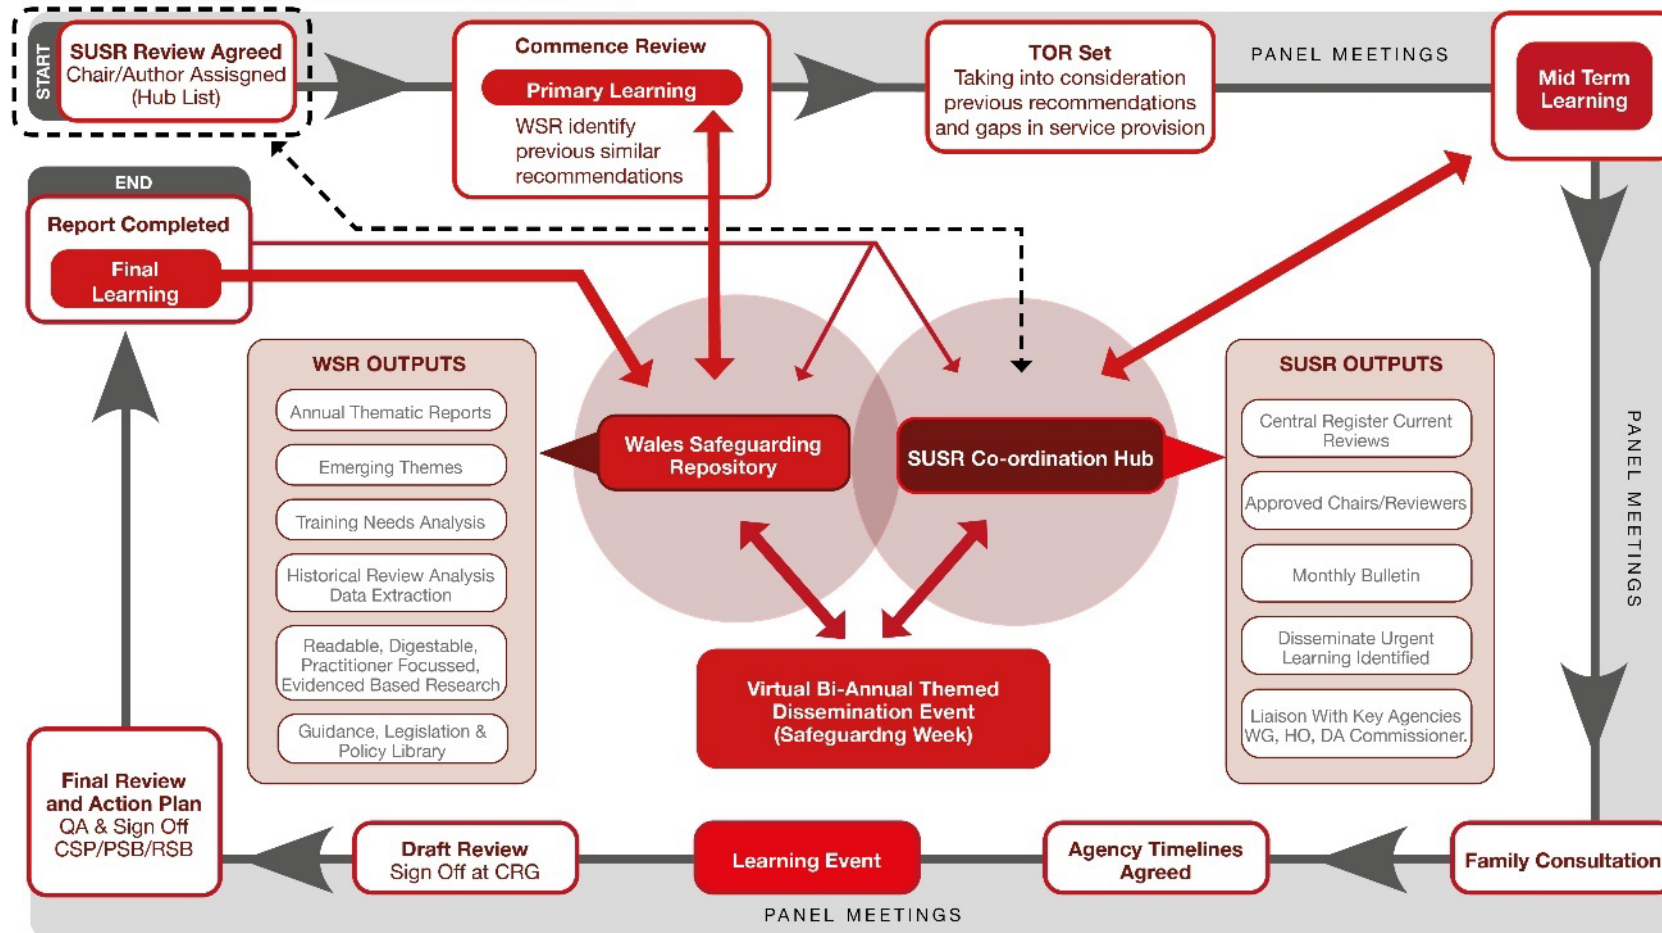 START
SUSR Review Agreed
Chair/Author Assisgned
(Hub List)
Commence Review
Primary Learning
WSR identify
previous similar
recommendations
TOR Set
Taking into consideration
previous recommendations
and gaps in service provision
PANEL MEETINGS
Mid Term
Learning
END
Report Completed
Final
Learning
WSR OUTPUTS
Annual Thematic Reports
Emerging Themes
Training Needs Analysis
Historical Review Analysis
Data Extraction
Readable, Digestable,
Practitioner Focussed,
Evidenced Based Research
Guidance, Legislation &
Policy Library
Wales Safeguarding
Repository
SUSR Co-ordination Hub
SUSR OUTPUTS
Central Register Current
Reviews
Approved Chairs/Reviewers
Monthly Bulletin
Disseminate Urgent
Learning Identified
Liaison With Key Agencies
WG, HO, DA Commissioner.
PANEL MEETINGS
Virtual Bi-Annual Themed
Dissemination Event
(Safeguardng Week)
Final Review
and Action Plan
QA & Sign Off
CSP/PSB/RSB
Draft Review
Sign Off at CRG
Learning Event
Agency Timelines
Agreed
Family Consultation
PANEL MEETINGS